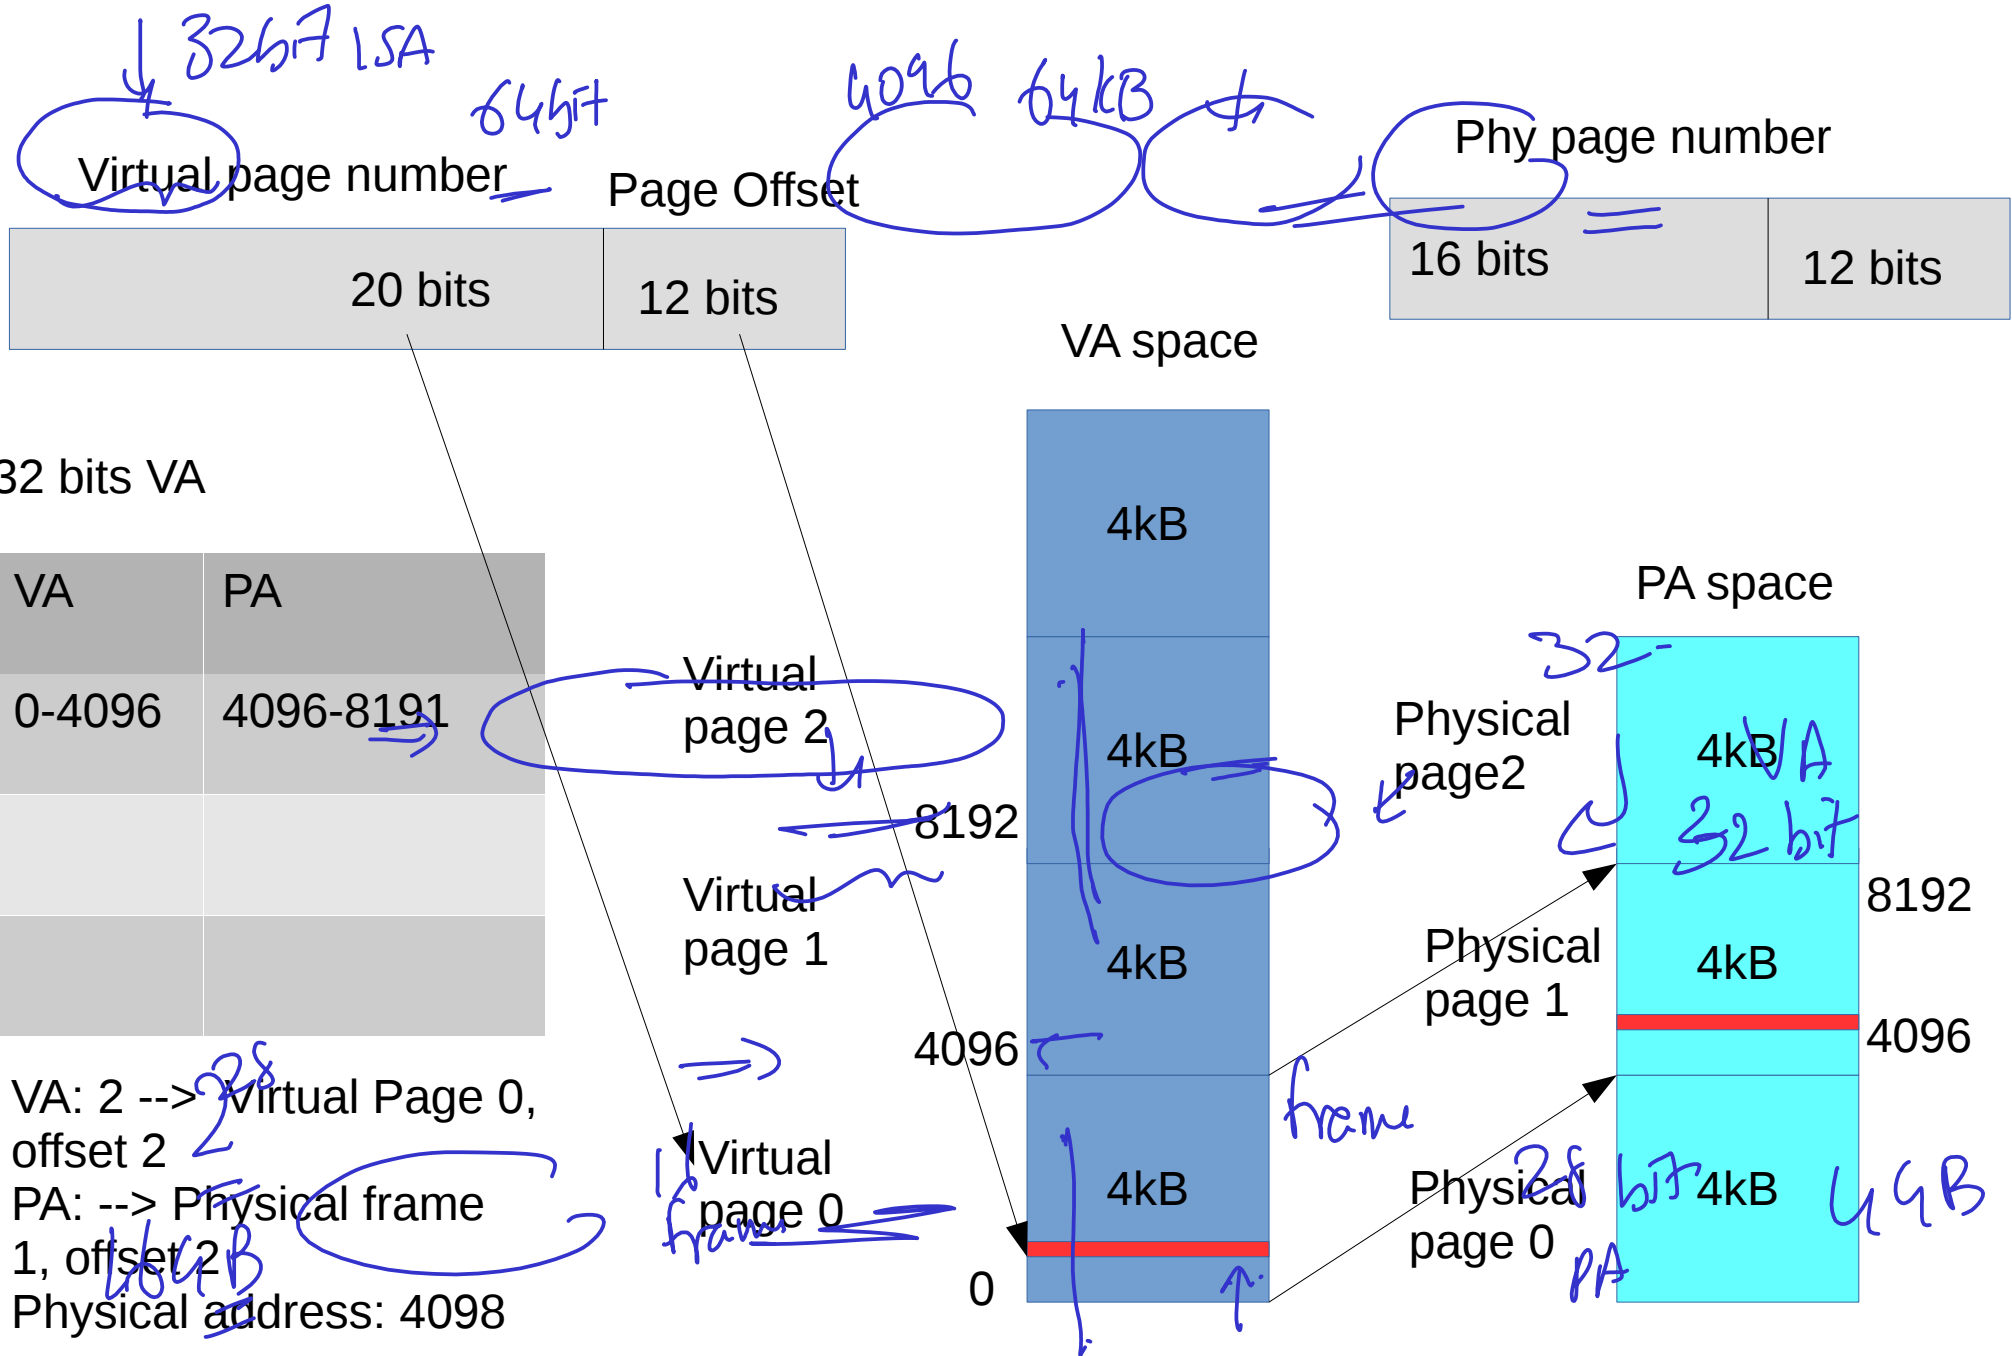 32bit ISA
64bit
4096
64kB
Virtual page number
Page Offset
Phy page number
20 bits
12 bits
16 bits
12 bits
VA space
32 bits VA
4kB
VA
PA
PA space
0-4096
4096-8191
Virtual
page 2
4kB
32
Physical
page2
4kB
VA
32 bit
8192
Virtual
page 1
4kB
8192
Physical
page 1
4kB
4096
4096
2^28
VA: 2 --> Virtual Page 0,
offset 2
PA: --> Physical frame
1, offset 2
Physical address: 4098
frame
Virtual
page 0
4kB
frame
Physical
page 0
28 bit
PA
4kB
4GB
0